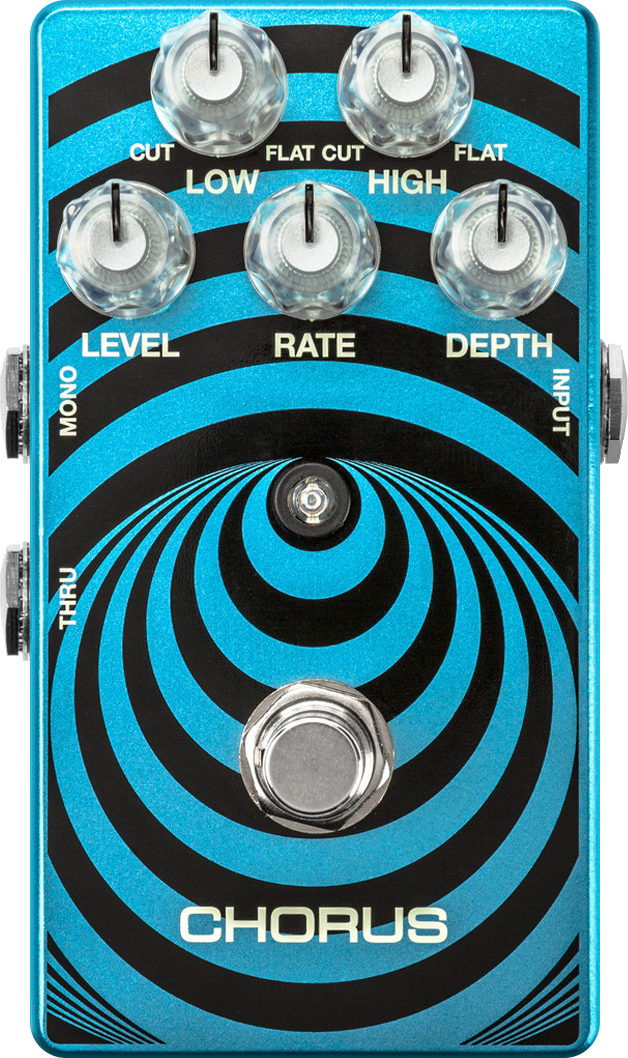 CUT FLAT CUT FLAT
LOW HIGH
LEVEL RATE DEPTH
MONO INPUT
THRU
CHORUS